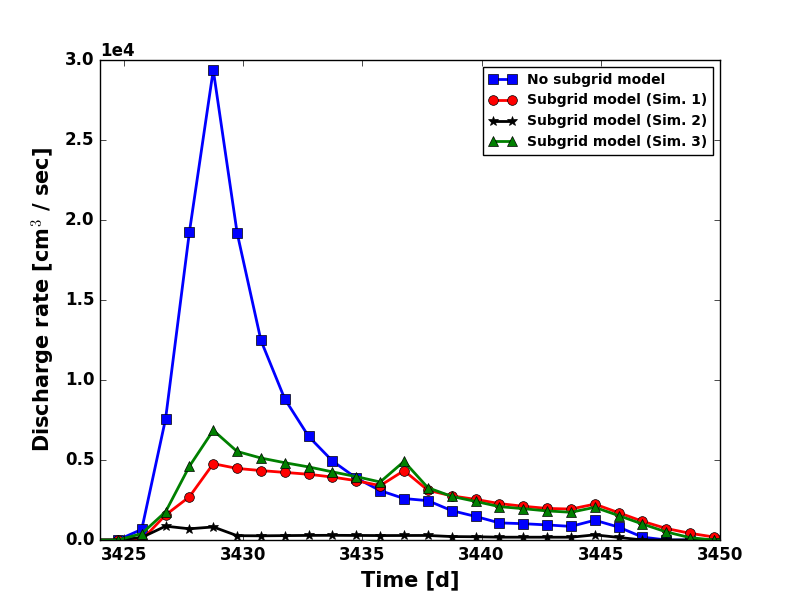 1e4
3.0
2.5
2.0
1.5
1.0
0.5
0.0
Discharge rate [cm³ / sec]
No subgrid model
Subgrid model (Sim. 1)
Subgrid model (Sim. 2)
Subgrid model (Sim. 3)
3425 3430 3435 3440 3445 3450
Time [d]